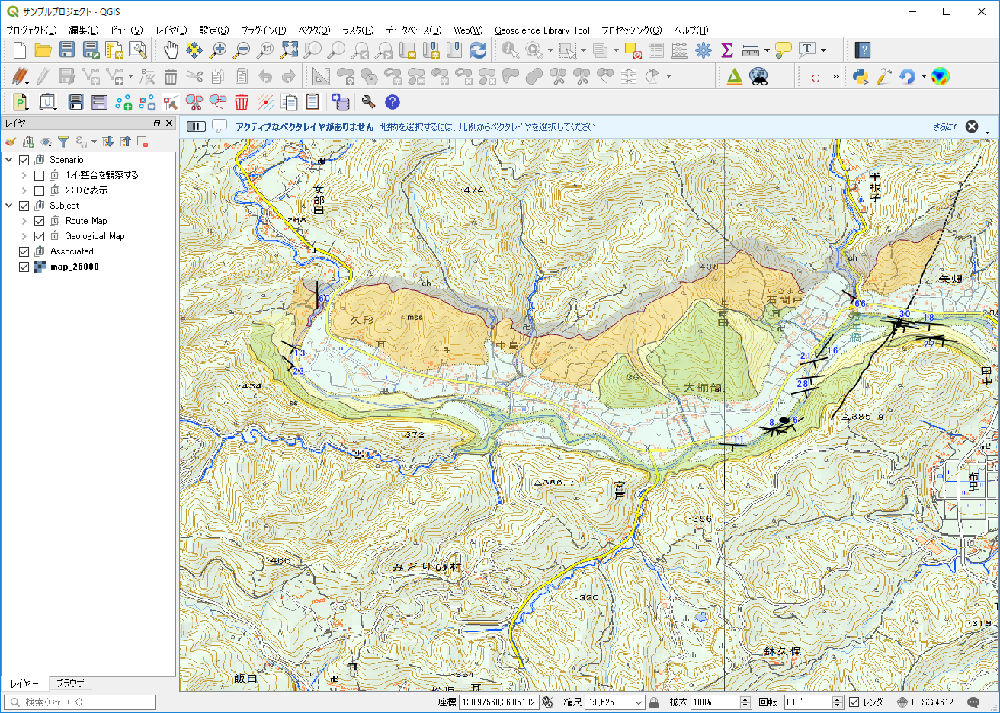 サンプルプロジェクト - QGIS
プロジェクト(J) 編集(E) ビュー(V) レイヤ(L) 設定(S) プラグイン(P) ベクタ(O) ラスタ(R) データベース(D) Web(W) Geoscience Library Tool プロセッシング(C) ヘルプ(H)
レイヤー
アクティブなベクタレイヤがありません: 地物を選択するには、凡例からベクタレイヤを選択してください さらに1
Scenario
1.不整合を観察する
2.3Dで表示
Subject
Route Map
Geological Map
Associated
map_25000
女部田
474
半根子
268
438
ch
ch
矢畑
60
いさまど
石間戸
上吉田
66
久形
mss
30
18
中島
22
13
21
16
23
361
28
田中
434
大棚部
alt
ss
385.9
8
6
372
11
386.7
宮戸
布里
356
466
みどりの村
330
318
鉢久保
飯田
354
レイヤー ブラウザ
検索(Ctrl + K)
座標 138.97568,36.05182 縮尺 1:8,625 拡大 100% 回転 0.0 ° レンダ EPSG:4612